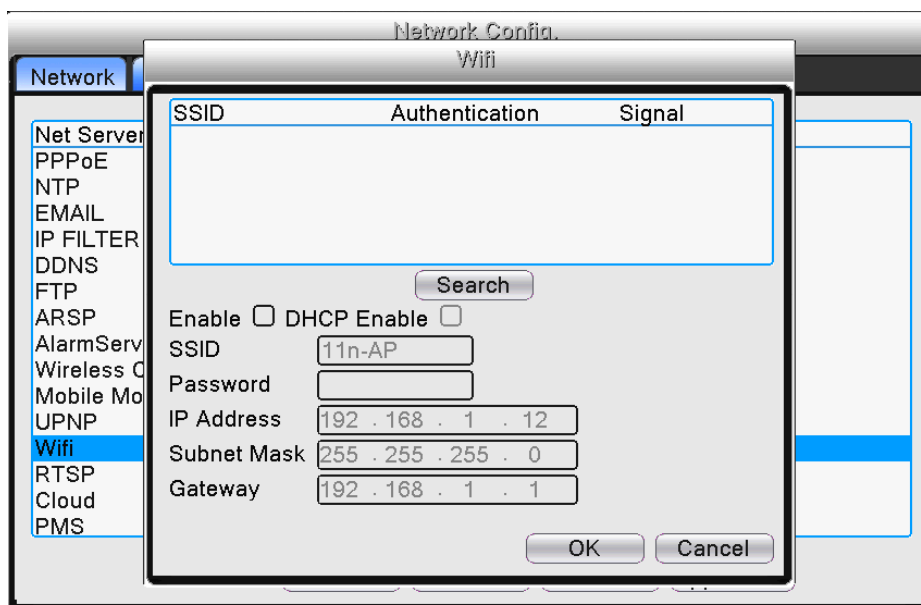 Network Config.
Wifi
Network
SSID Authentication Signal
Net Server
PPPoE
NTP
EMAIL
IP FILTER
DDNS
FTP
ARSP
AlarmServ
Wireless C
Mobile Mo
UPNP
Wifi
RTSP
Cloud
PMS
Search
Enable DHCP Enable
SSID 11n-AP
Password
IP Address 192 . 168 . 1 . 12
Subnet Mask 255 . 255 . 255 . 0
Gateway 192 . 168 . 1 . 1
OK Cancel